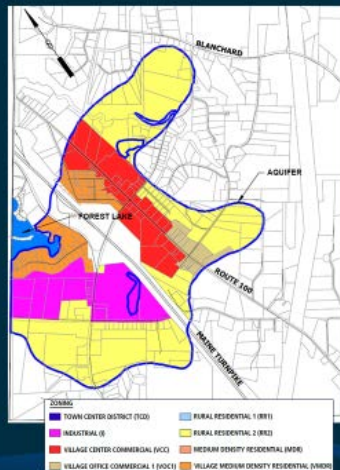 BLANCHARD
AQUIFER
FOREST LAKE
ROUTE 100
MAINE TURNPIKE
ZONING
TOWN CENTER DISTRICT (TCD)
RURAL RESIDENTIAL 1 (RR1)
INDUSTRIAL (I)
RURAL RESIDENTIAL 2 (RR2)
VILLAGE CENTER COMMERCIAL (VCC)
MEDIUM DENSITY RESIDENTIAL (MDR)
VILLAGE OFFICE COMMERCIAL 1 (VOC1)
VILLAGE MEDIUM DENSITY RESIDENTIAL (VMDR)